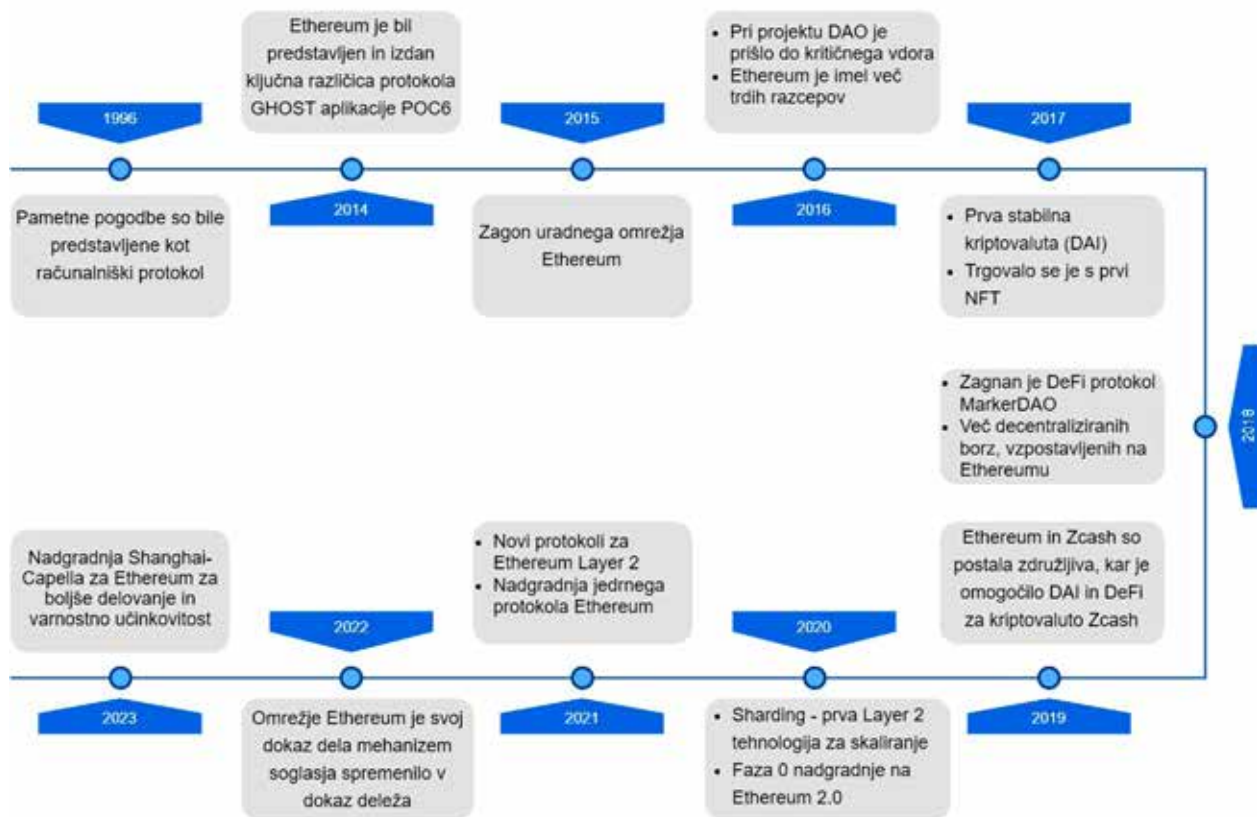 1996
Pametne pogodbe so bile
predstavljene kot
računalniški protokol
Ethereum je bil
predstavljen in izdan
ključna različica protokola
GHOST aplikacije POC6
2014
2015
Zagon uradnega omrežja
Ethereum
• Pri projektu DAO je
prišlo do kritičnega vdora
• Ethereum je imel več
trdih razcepov
2016
2017
• Prva stabilna
kriptovaluta (DAI)
• Trgovalo se je s prvi
NFT
2018
• Zagnan je DeFi protokol
MarkerDAO
• Več decentraliziranih
borz, vzpostavljenih na
Ethereumu
Ethereum in Zcash so
postala združljiva, kar je
omogočilo DAI in DeFi
za kriptovaluto Zcash
2019
2020
• Sharding - prva Layer 2
tehnologija za skaliranje
• Faza 0 nadgradnje na
Ethereum 2.0
• Novi protokoli za
Ethereum Layer 2
• Nadgradnja jedrnega
protokola Ethereum
2021
2022
Omrežje Ethereum je svoj
dokaz dela mehanizem
soglasja spremenilo v
dokaz deleža
Nadgradnja Shanghai-
Capella za Ethereum za
boljše delovanje in
varnostno učinkovitost
2023